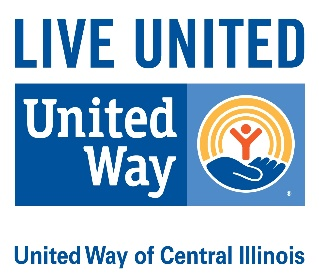 LIVE UNITED
United
Way
®
United Way of Central Illinois